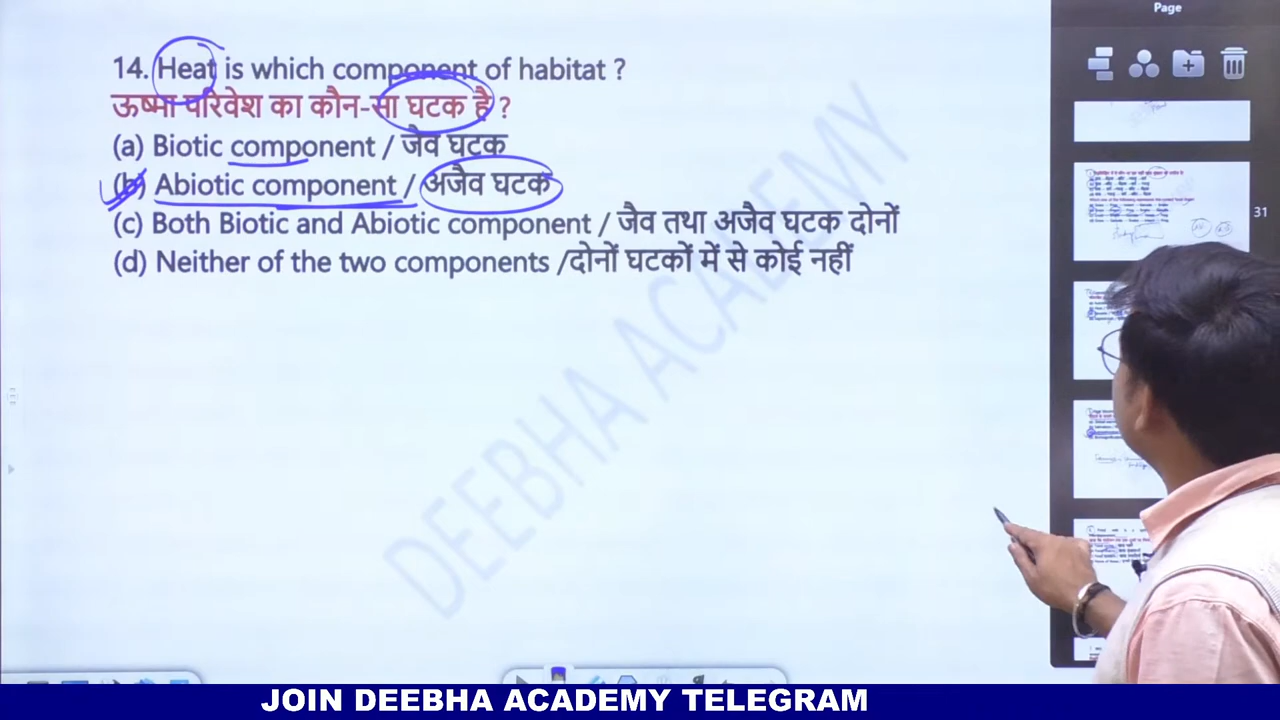 Page
14. Heat is which component of habitat ?
ऊष्मा परिवेश का कौन-सा घटक है ?
(a) Biotic component / जैव घटक
(b) Abiotic component / अजैव घटक
(c) Both Biotic and Abiotic component / जैव तथा अजैव घटक दोनों
(d) Neither of the two components /दोनों घटकों में से कोई नहीं
31
DEEBHA ACADEMY
JOIN DEEBHA ACADEMY TELEGRAM